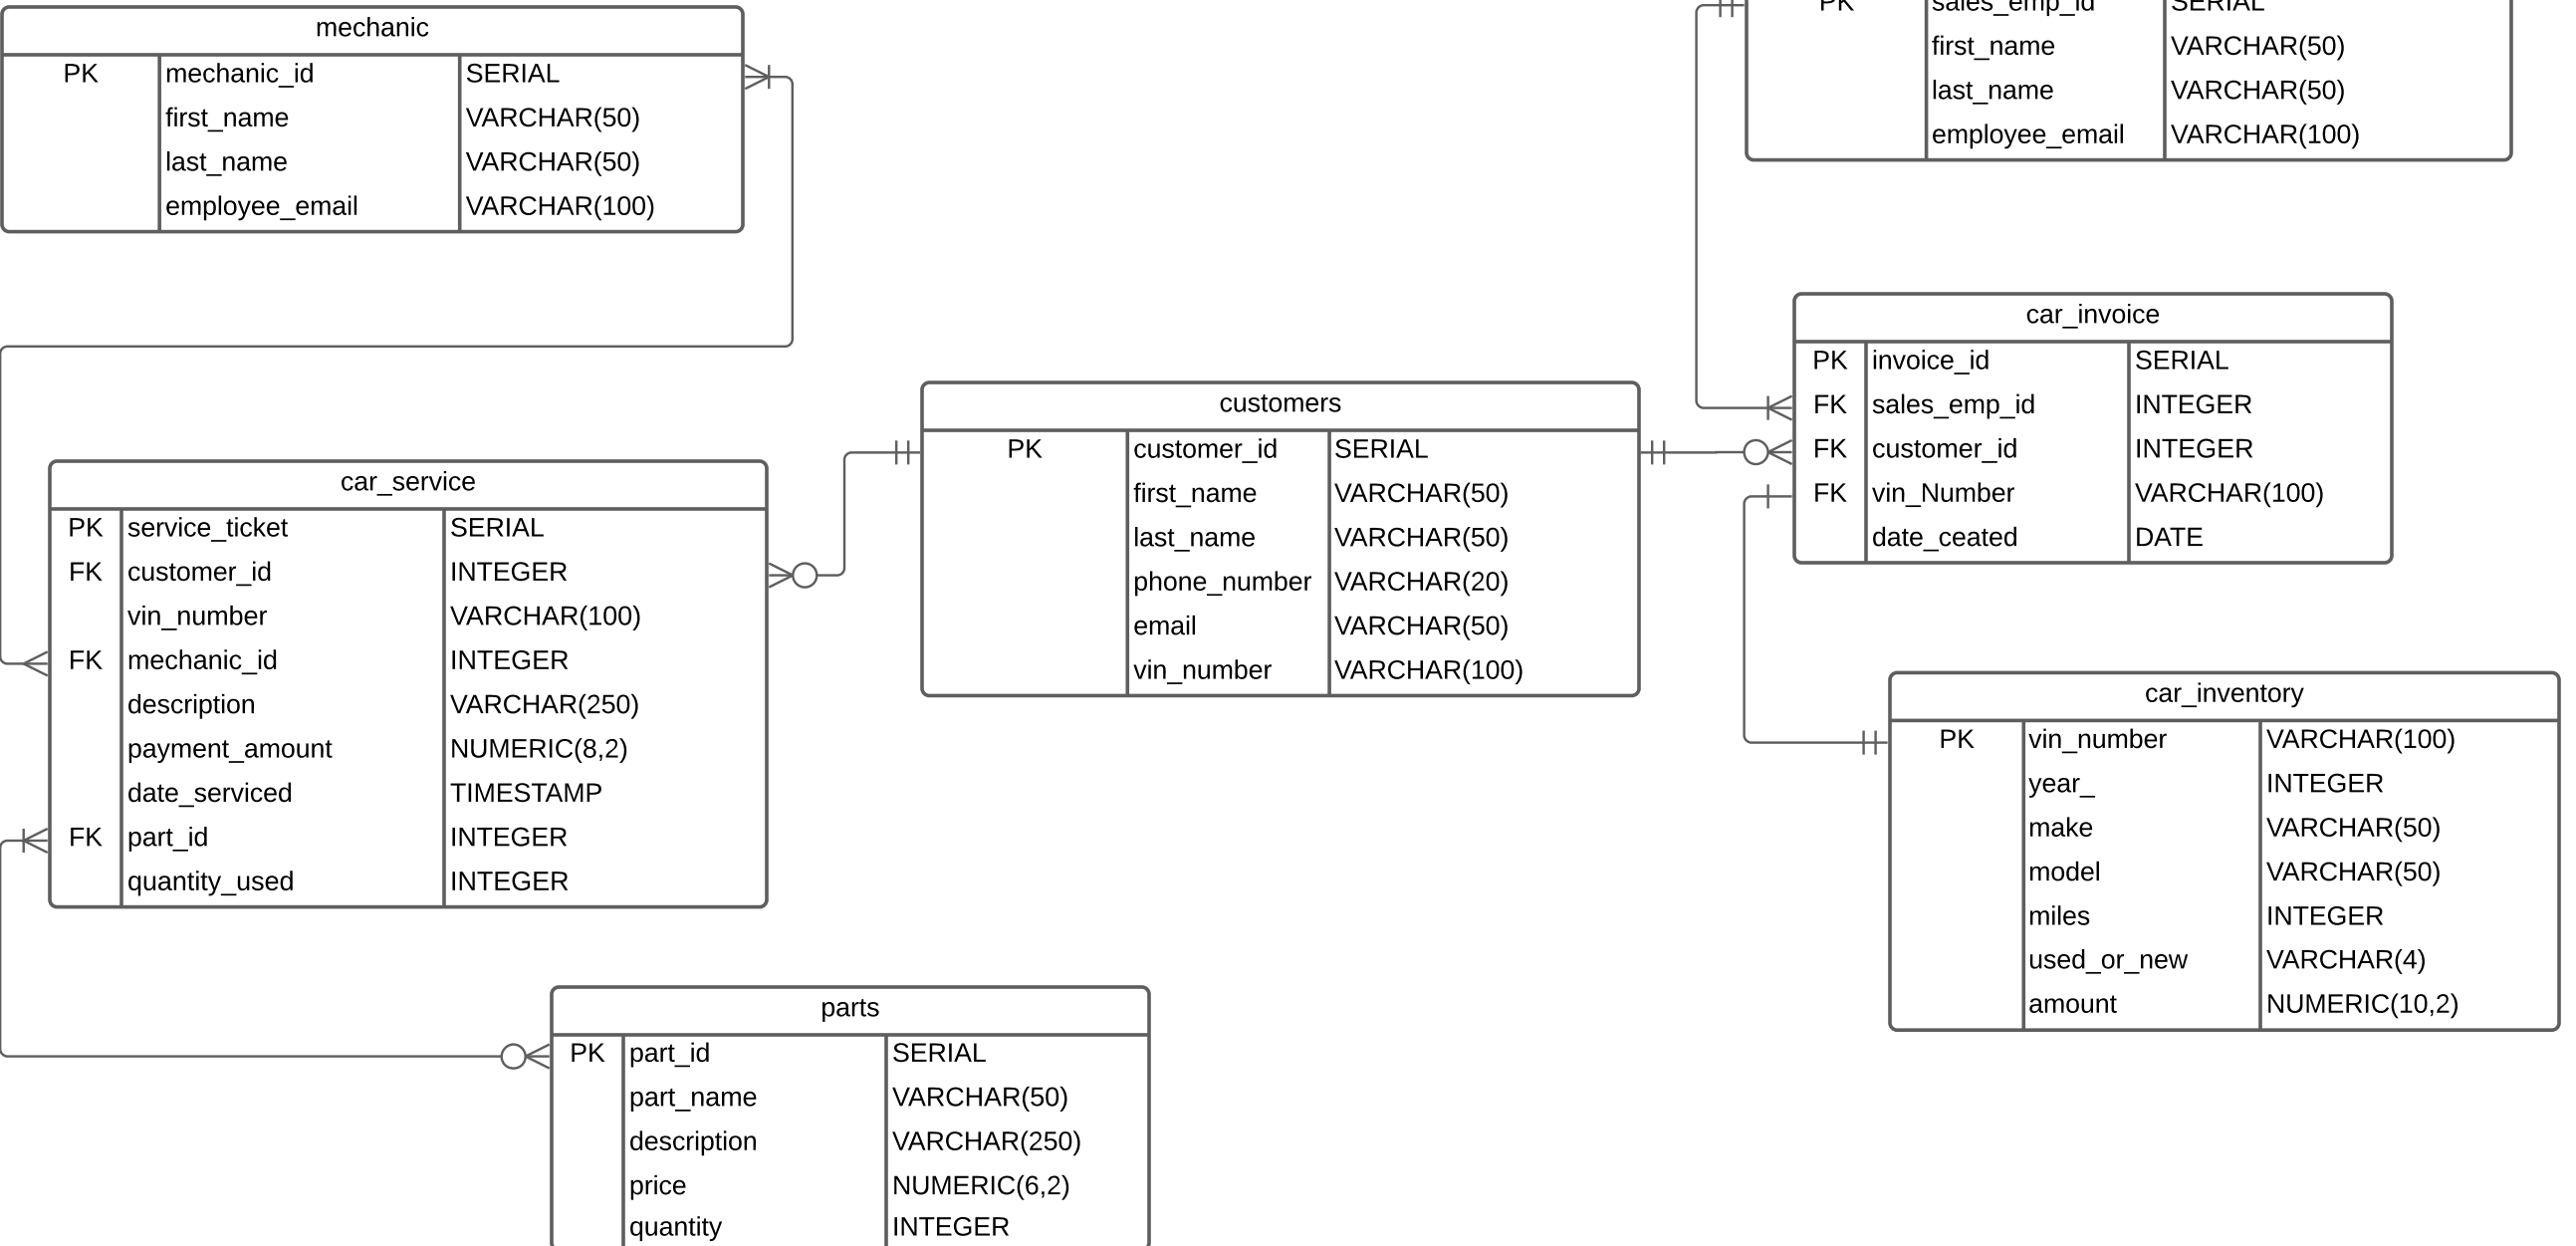 mechanic
PK mechanic_id SERIAL
first_name VARCHAR(50)
last_name VARCHAR(50)
employee_email VARCHAR(100)
PK sales_emp_id SERIAL
first_name VARCHAR(50)
last_name VARCHAR(50)
employee_email VARCHAR(100)
car_invoice
PK invoice_id SERIAL
FK sales_emp_id INTEGER
FK customer_id INTEGER
FK vin_Number VARCHAR(100)
date_ceated DATE
customers
PK customer_id SERIAL
first_name VARCHAR(50)
last_name VARCHAR(50)
phone_number VARCHAR(20)
email VARCHAR(50)
vin_number VARCHAR(100)
car_service
PK service_ticket SERIAL
FK customer_id INTEGER
vin_number VARCHAR(100)
FK mechanic_id INTEGER
description VARCHAR(250)
payment_amount NUMERIC(8,2)
date_serviced TIMESTAMP
FK part_id INTEGER
quantity_used INTEGER
car_inventory
PK vin_number VARCHAR(100)
year_ INTEGER
make VARCHAR(50)
model VARCHAR(50)
miles INTEGER
used_or_new VARCHAR(4)
amount NUMERIC(10,2)
parts
PK part_id SERIAL
part_name VARCHAR(50)
description VARCHAR(250)
price NUMERIC(6,2)
quantity INTEGER